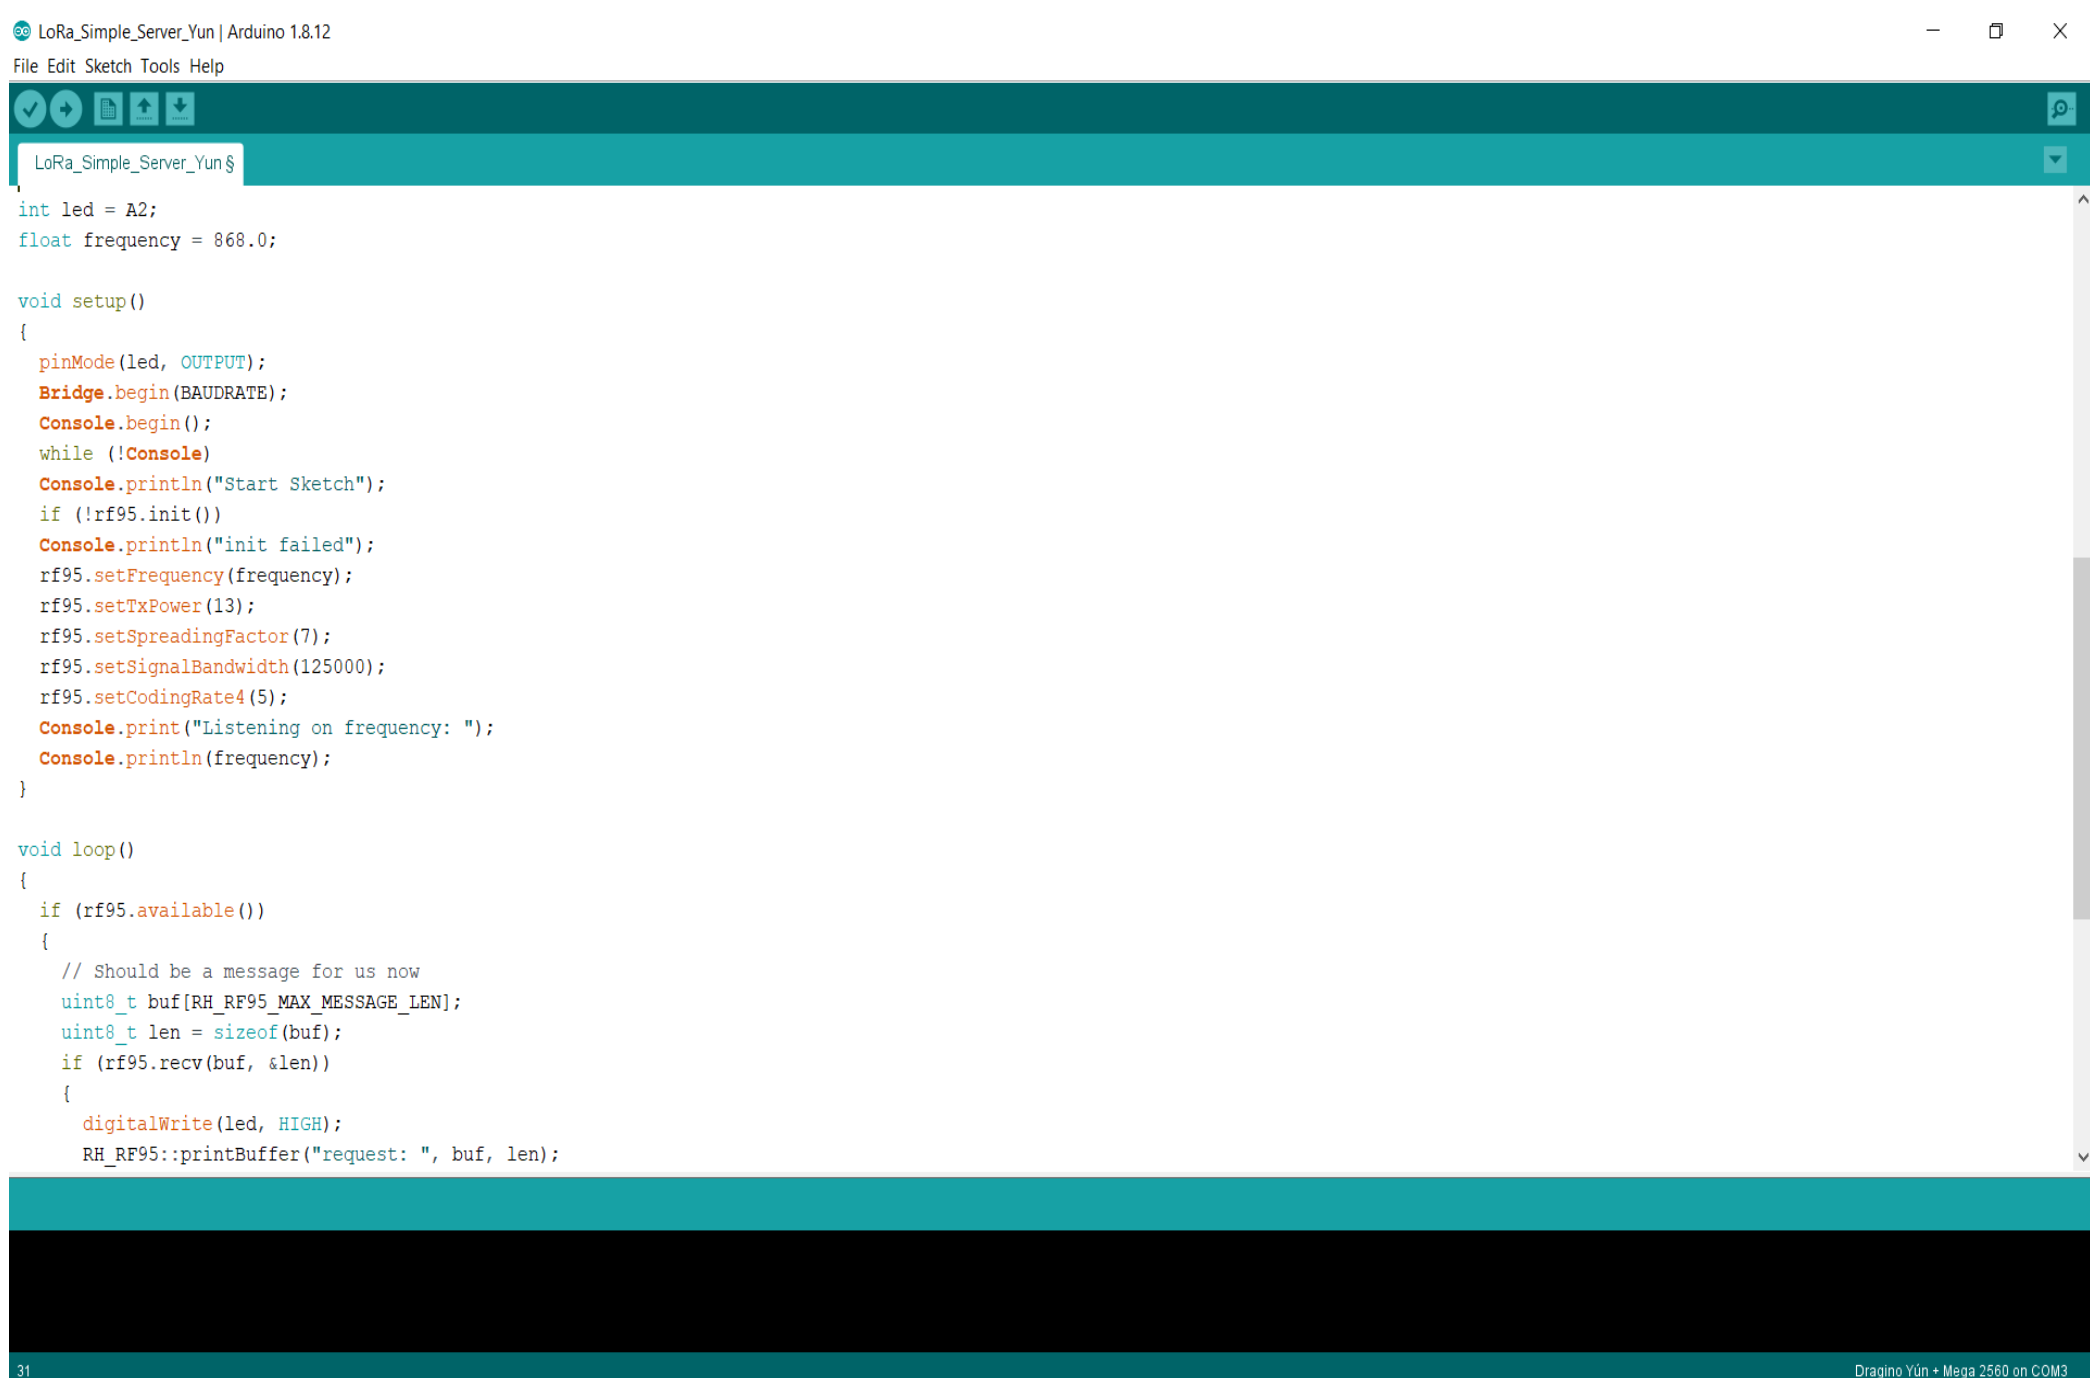 LoRa_Simple_Server_Yun | Arduino 1.8.12
File Edit Sketch Tools Help
LoRa_Simple_Server_Yun §
int led = A2;
float frequency = 868.0;
void setup()
{
pinMode(led, OUTPUT);
Bridge.begin(BAUDRATE);
Console.begin();
while (!Console)
Console.println("Start Sketch");
if (!rf95.init())
Console.println("init failed");
rf95.setFrequency(frequency);
rf95.setTxPower(13);
rf95.setSpreadingFactor(7);
rf95.setSignalBandwidth(125000);
rf95.setCodingRate4(5);
Console.print("Listening on frequency: ");
Console.println(frequency);
}
void loop()
{
if (rf95.available())
{
// Should be a message for us now
uint8_t buf[RH_RF95_MAX_MESSAGE_LEN];
uint8_t len = sizeof(buf);
if (rf95.recv(buf, &len))
{
digitalWrite(led, HIGH);
RH_RF95::printBuffer("request: ", buf, len);
31
Dragino Yún + Mega 2560 on COM3